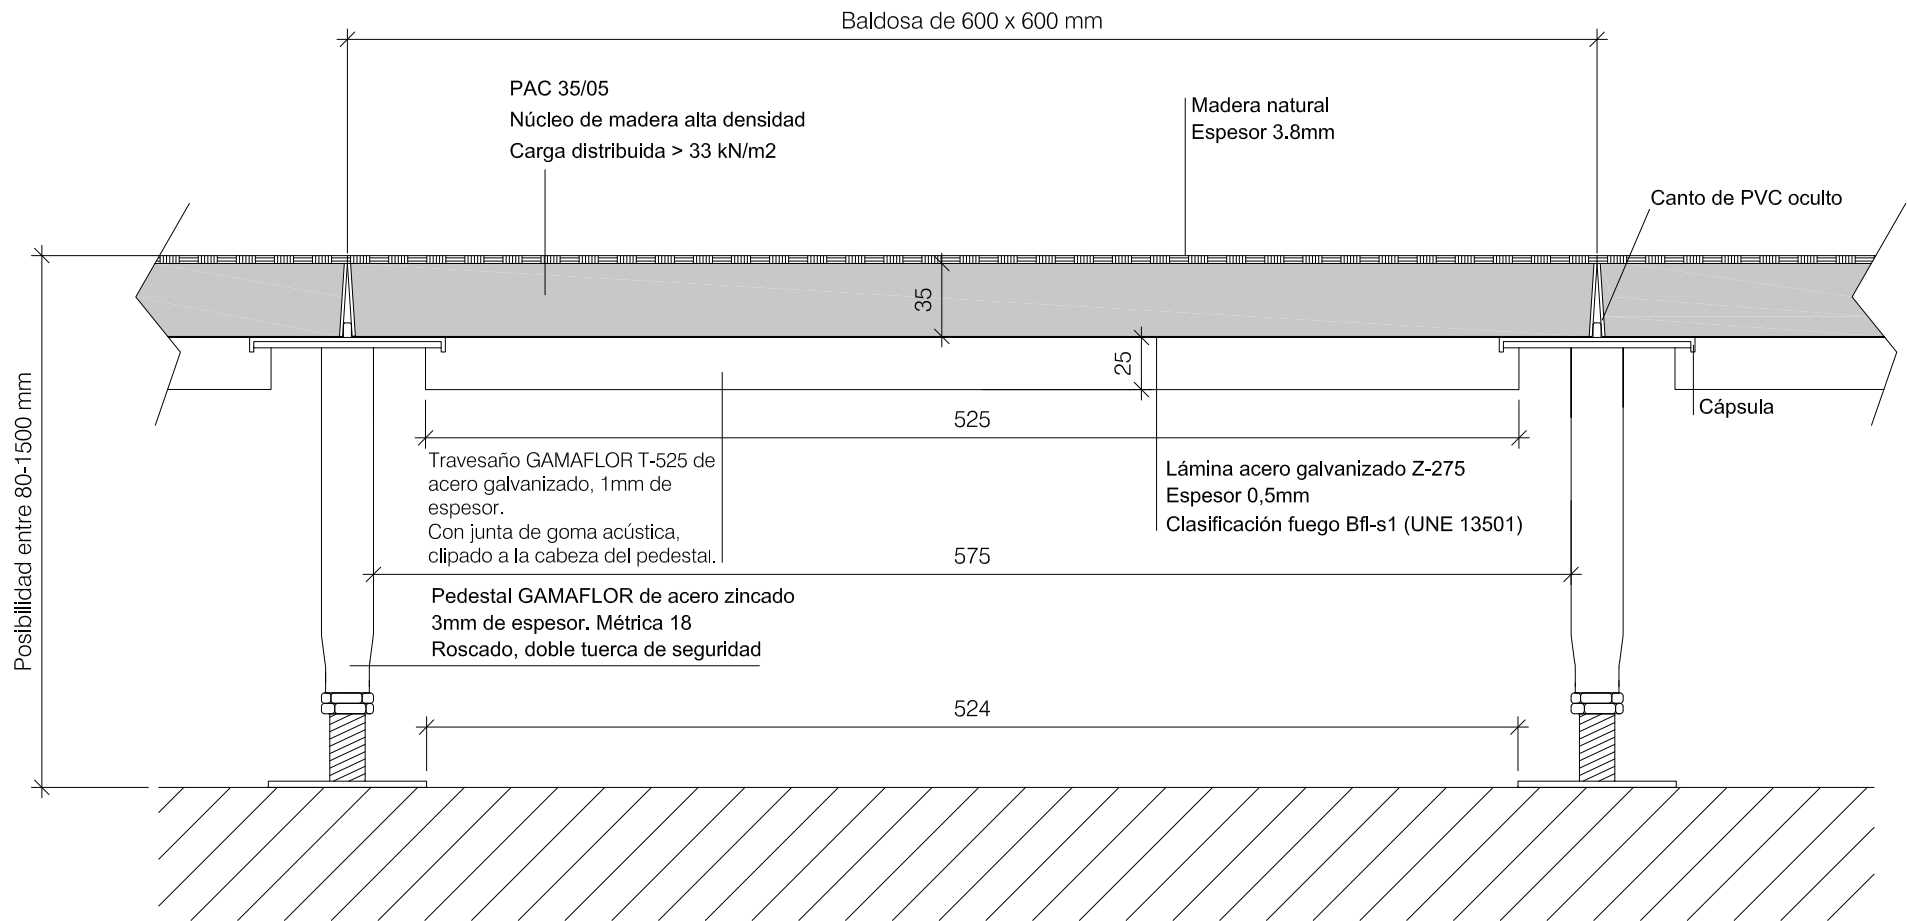 Baldosa de 600 x 600 mm
PAC 35/05
Núcleo de madera alta densidad
Carga distribuida > 33 kN/m2
Madera natural
Espesor 3.8mm
Canto de PVC oculto
35
25
Cápsula
525
Travesaño GAMAFLOR T-525 de
acero galvanizado, 1mm de
espesor.
Con junta de goma acústica,
clipado a la cabeza del pedestal.
Lámina acero galvanizado Z-275
Espesor 0,5mm
Clasificación fuego Bfl-s1 (UNE 13501)
575
Pedestal GAMAFLOR de acero zincado
3mm de espesor. Métrica 18
Roscado, doble tuerca de seguridad
524
Posibilidad entre 80-1500 mm